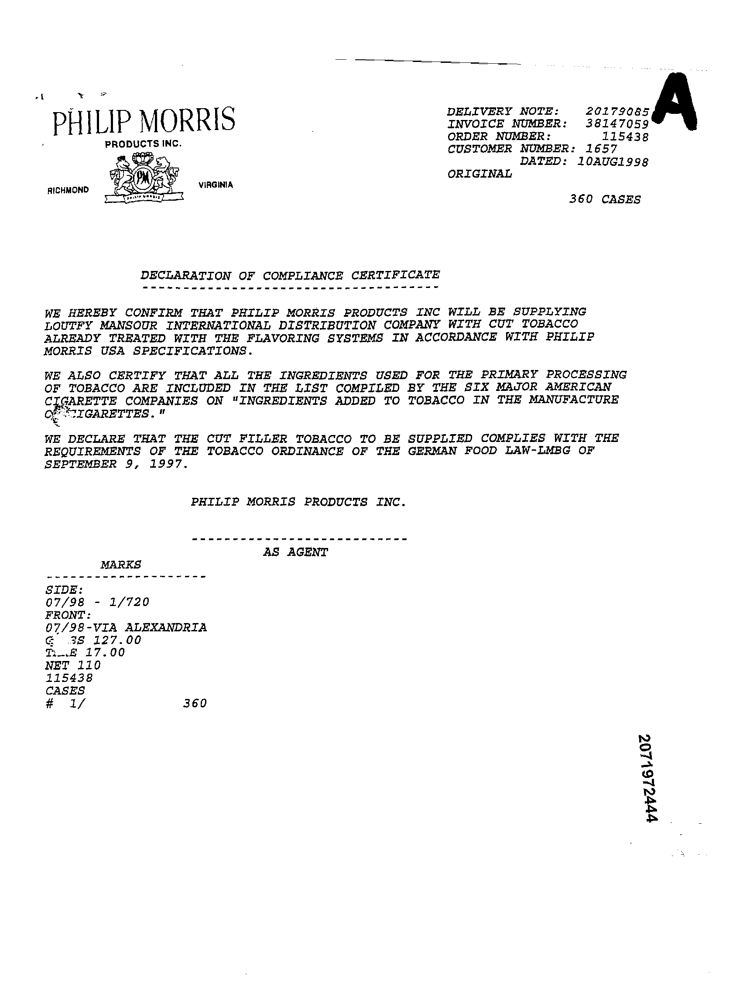 A
PHILIP MORRIS
PRODUCTS INC.
PM
RICHMOND VIRGINIA
DELIVERY NOTE: 20179085
INVOICE NUMBER: 38147059
ORDER NUMBER: 115438
CUSTOMER NUMBER: 1657
DATED: 10AUG1998
ORIGINAL
360 CASES
DECLARATION OF COMPLIANCE CERTIFICATE
WE HEREBY CONFIRM THAT PHILIP MORRIS PRODUCTS INC WILL BE SUPPLYING
LOUTFY MANSOUR INTERNATIONAL DISTRIBUTION COMPANY WITH CUT TOBACCO
ALREADY TREATED WITH THE FLAVORING SYSTEMS IN ACCORDANCE WITH PHILIP
MORRIS USA SPECIFICATIONS.
WE ALSO CERTIFY THAT ALL THE INGREDIENTS USED FOR THE PRIMARY PROCESSING
OF TOBACCO ARE INCLUDED IN THE LIST COMPILED BY THE SIX MAJOR AMERICAN
CIGARETTE COMPANIES ON "INGREDIENTS ADDED TO TOBACCO IN THE MANUFACTURE
CIGARETTES."
WE DECLARE THAT THE CUT FILLER TOBACCO TO BE SUPPLIED COMPLIES WITH THE
REQUIREMENTS OF THE TOBACCO ORDINANCE OF THE GERMAN FOOD LAW-LMBG OF
SEPTEMBER 9, 1997.
PHILIP MORRIS PRODUCTS INC.
AS AGENT
MARKS
SIDE:
07/98 - 1/720
FRONT:
07/98-VIA ALEXANDRIA
127.00
17.00
NET 110
115438
CASES
# 1/ 360
2071972444